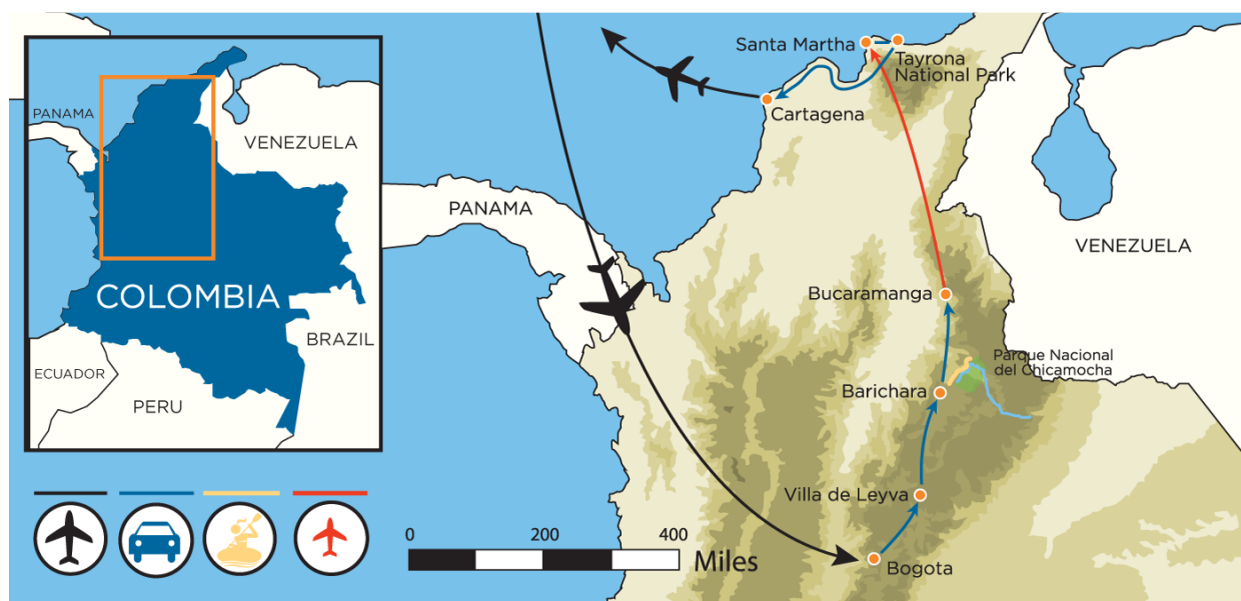 PANAMA
VENEZUELA
COLOMBIA
BRAZIL
ECUADOR
PERU
Santa Martha
Tayrona
National Park
Cartagena
PANAMA
VENEZUELA
Bucaramanga
Parque Nacional
del Chicamocha
Barichara
Villa de Leyva
Bogota
0 200 400
Miles